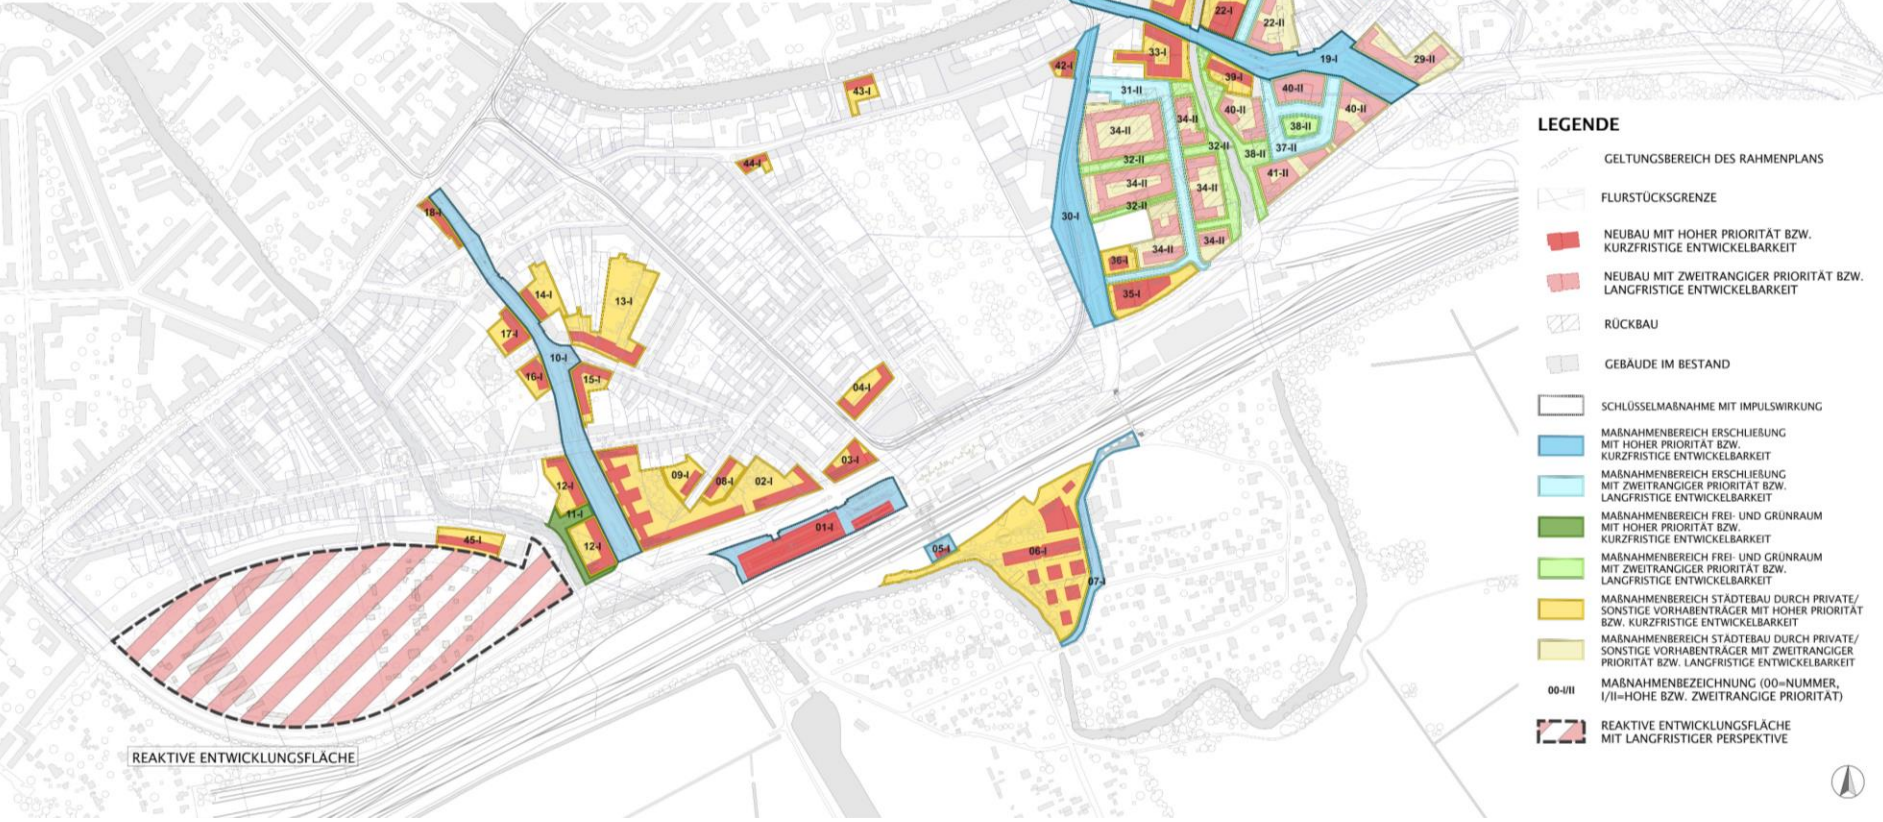 22-I
22-II
33-I
42-I
19-I
29-II
39-I
43-I
31-II
40-II
40-II
40-II
34-II
34-II
38-II
32-II
37-II
38-II
44-I
32-II
41-II
34-II
34-II
32-II
30-I
18-I
34-II
34-II
36-I
35-I
14-I
13-I
17-I
10-I
16-I
15-I
04-I
03-I
09-I
08-I
02-I
12-I
11-I
01-I
45-I
12-I
05-I
06-I
07-I
REAKTIVE ENTWICKLUNGSFLÄCHE
LEGENDE
GELTUNGSBEREICH DES RAHMENPLANS
FLURSTÜCKSGRENZE
NEUBAU MIT HOHER PRIORITÄT BZW.
KURZFRISTIGE ENTWICKELBARKEIT
NEUBAU MIT ZWEITRANGIGER PRIORITÄT BZW.
LANGFRISTIGE ENTWICKELBARKEIT
RÜCKBAU
GEBÄUDE IM BESTAND
SCHLÜSSELMAßNAHME MIT IMPULSWIRKUNG
MAßNAHMENBEREICH ERSCHLIEßUNG
MIT HOHER PRIORITÄT BZW.
KURZFRISTIGE ENTWICKELBARKEIT
MAßNAHMENBEREICH ERSCHLIEßUNG
MIT ZWEITRANGIGER PRIORITÄT BZW.
LANGFRISTIGE ENTWICKELBARKEIT
MAßNAHMENBEREICH FREI- UND GRÜNRAUM
MIT HOHER PRIORITÄT BZW.
KURZFRISTIGE ENTWICKELBARKEIT
MAßNAHMENBEREICH FREI- UND GRÜNRAUM
MIT ZWEITRANGIGER PRIORITÄT BZW.
LANGFRISTIGE ENTWICKELBARKEIT
MAßNAHMENBEREICH STÄDTEBAU DURCH PRIVATE/
SONSTIGE VORHABENTRÄGER MIT HOHER PRIORITÄT
BZW. KURZFRISTIGE ENTWICKELBARKEIT
MAßNAHMENBEREICH STÄDTEBAU DURCH PRIVATE/
SONSTIGE VORHABENTRÄGER MIT ZWEITRANGIGER
PRIORITÄT BZW. LANGFRISTIGE ENTWICKELBARKEIT
00-I/II
MAßNAHMENBEZEICHNUNG (00=NUMMER,
I/II=HOHE BZW. ZWEITRANGIGE PRIORITÄT)
REAKTIVE ENTWICKLUNGSFLÄCHE
MIT LANGFRISTIGER PERSPEKTIVE